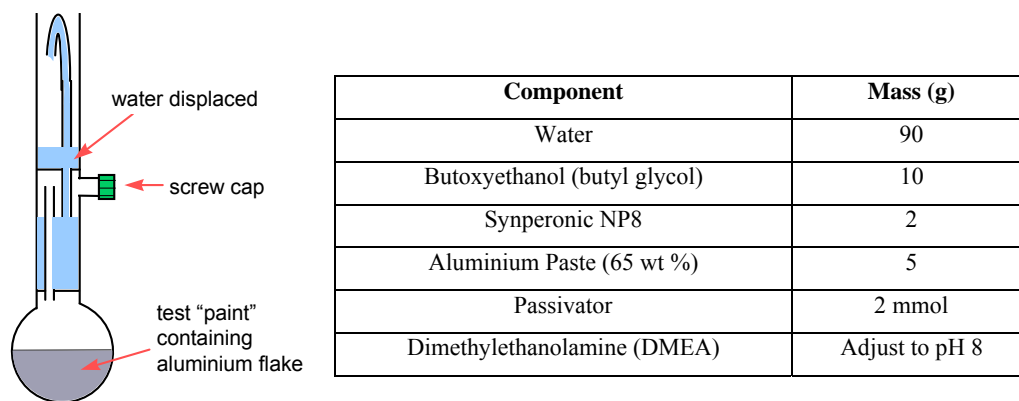 water displaced
screw cap
test “paint”
containing
aluminium flake
Component Mass (g)
Water 90
Butoxyethanol (butyl glycol) 10
Synperonic NP8 2
Aluminium Paste (65 wt %) 5
Passivator 2 mmol
Dimethylethanolamine (DMEA) Adjust to pH 8